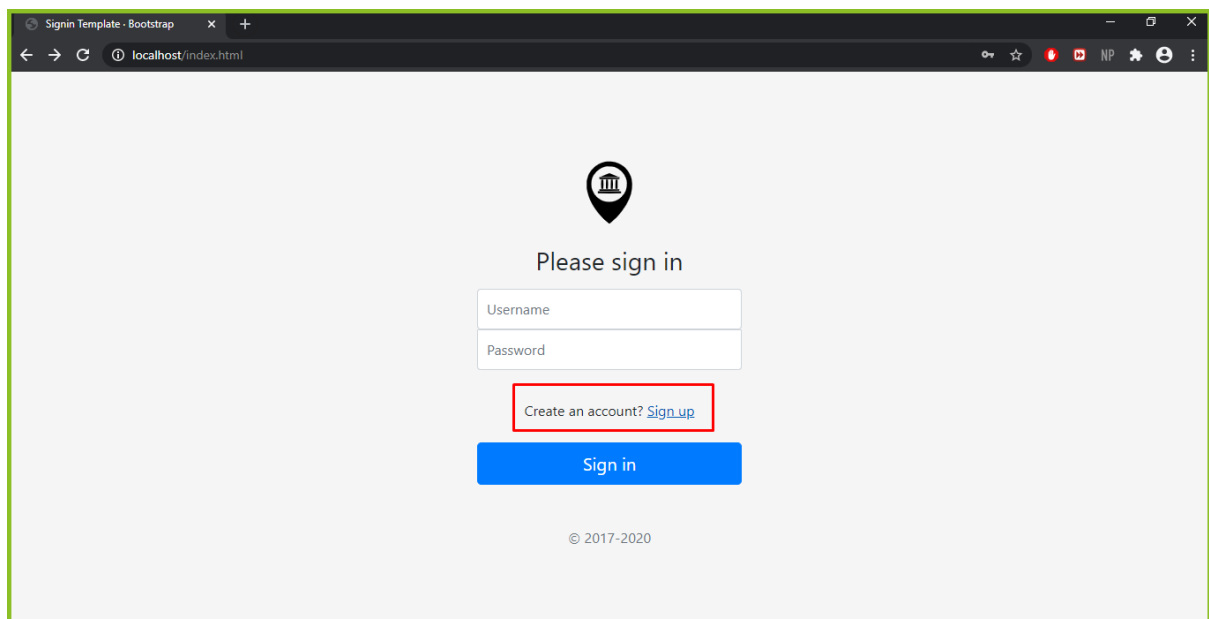 Signin Template · Bootstrap
localhost/index.html
NP
Please sign in
Username
Password
Create an account? Sign up
Sign in
© 2017-2020